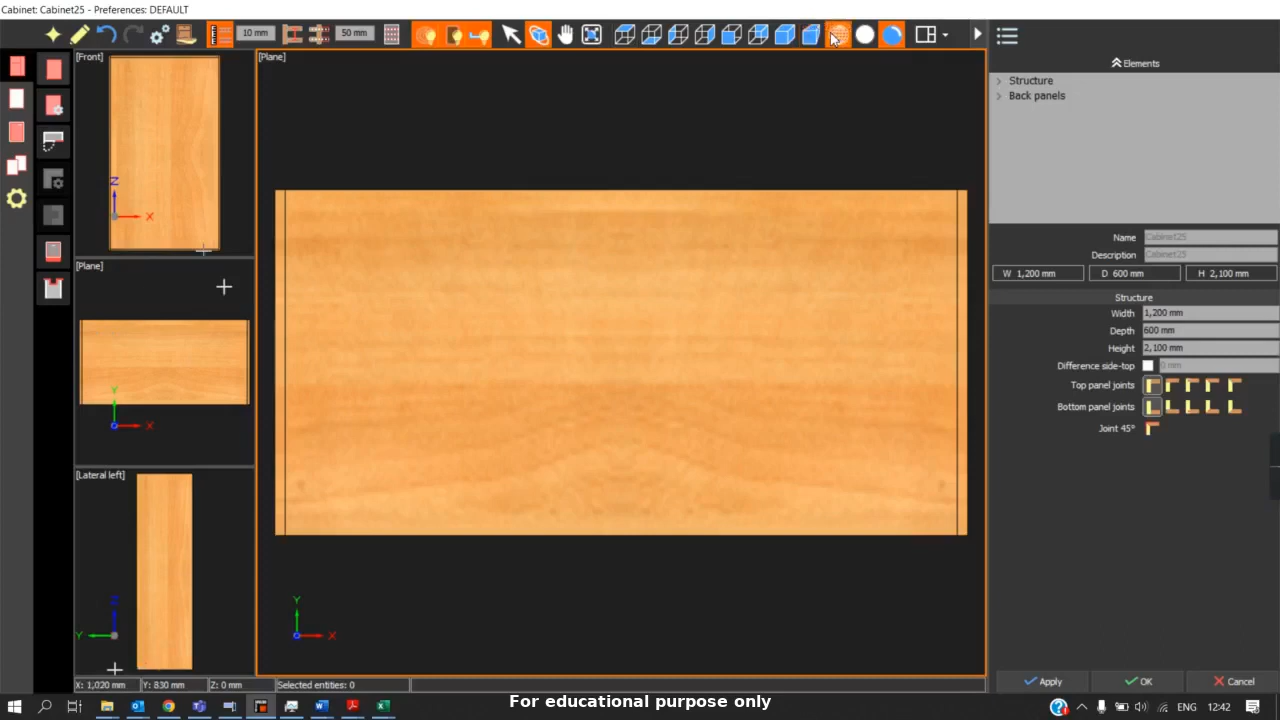 Cabinet: Cabinet25 - Preferences: DEFAULT
10 mm
50 mm
[Front]
Z
X
[Plane]
Y
X
[Lateral left]
Z
Y
[Plane]
Y
X
Elements
Structure
Back panels
Name Cabinet25
Description Cabinet25
W 1,200 mm D 600 mm H 2,100 mm
Structure
Width 1,200 mm
Depth 600 mm
Height 2,100 mm
Difference side-top 0 mm
Top panel joints
Bottom panel joints
Joint 45°
Apply OK Cancel
X: 1,020 mm Y: 830 mm Z: 0 mm Selected entities: 0
For educational purpose only
ENG 12:42